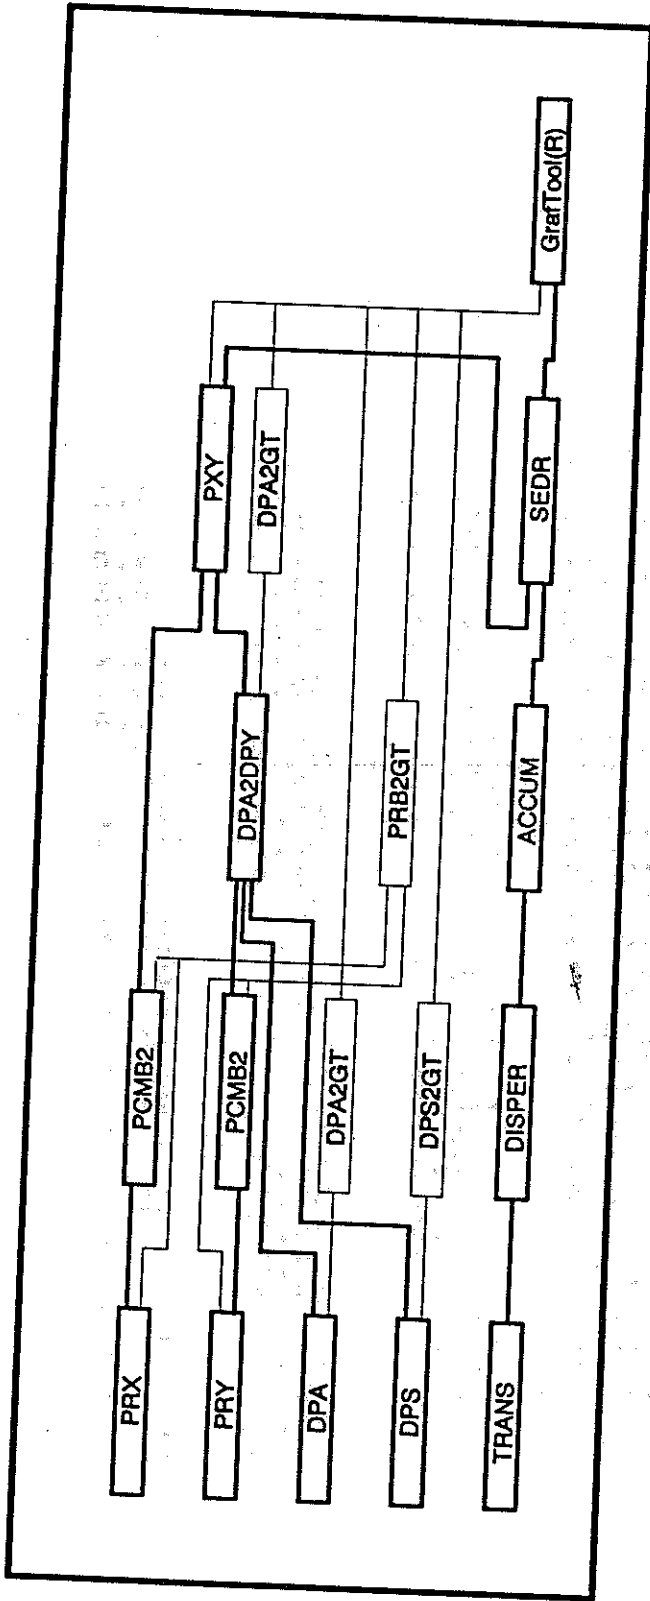 PRX
PCMB2
PXY
DPA2GT
PRY
PCMB2
DPA2DPY
DPA
DPA2GT
PRB2GT
DPS
DPS2GT
TRANS
DISPER
ACCUM
SEDR
GrafTool(R)